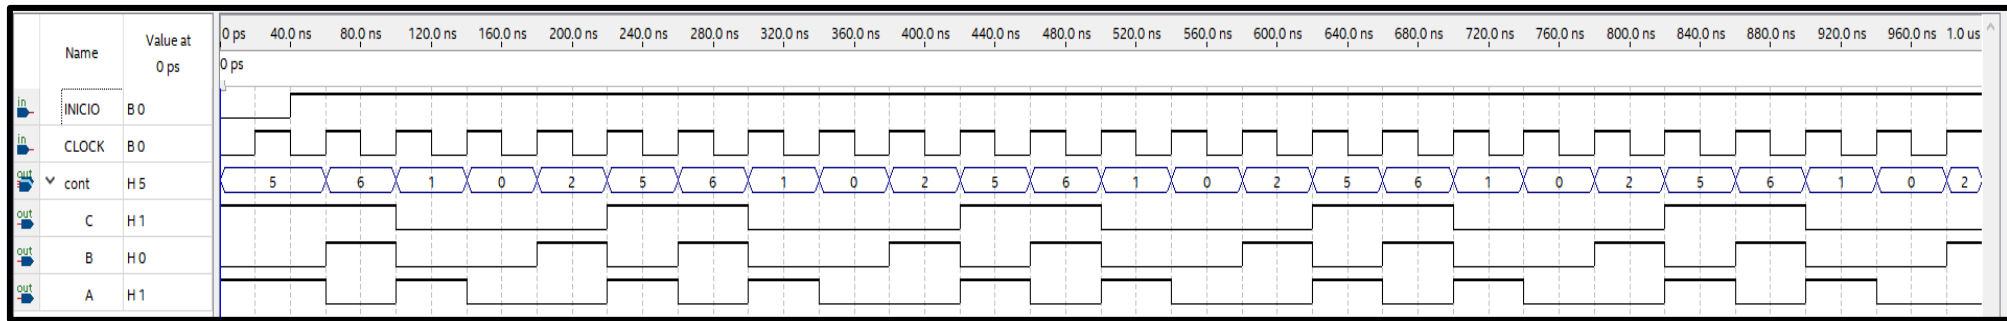 Name Value at 0 ps
0 ps 40.0 ns 80.0 ns 120.0 ns 160.0 ns 200.0 ns 240.0 ns 280.0 ns 320.0 ns 360.0 ns 400.0 ns 440.0 ns 480.0 ns 520.0 ns 560.0 ns 600.0 ns 640.0 ns 680.0 ns 720.0 ns 760.0 ns 800.0 ns 840.0 ns 880.0 ns 920.0 ns 960.0 ns 1.0 us
0 ps
in INICIO B 0
in CLOCK B 0
out cont H 5 5 6 1 0 2 5 6 1 0 2 5 6 1 0 2 5 6 1 0 2 5 6 1 0 2
out C H 1
out B H 0
out A H 1